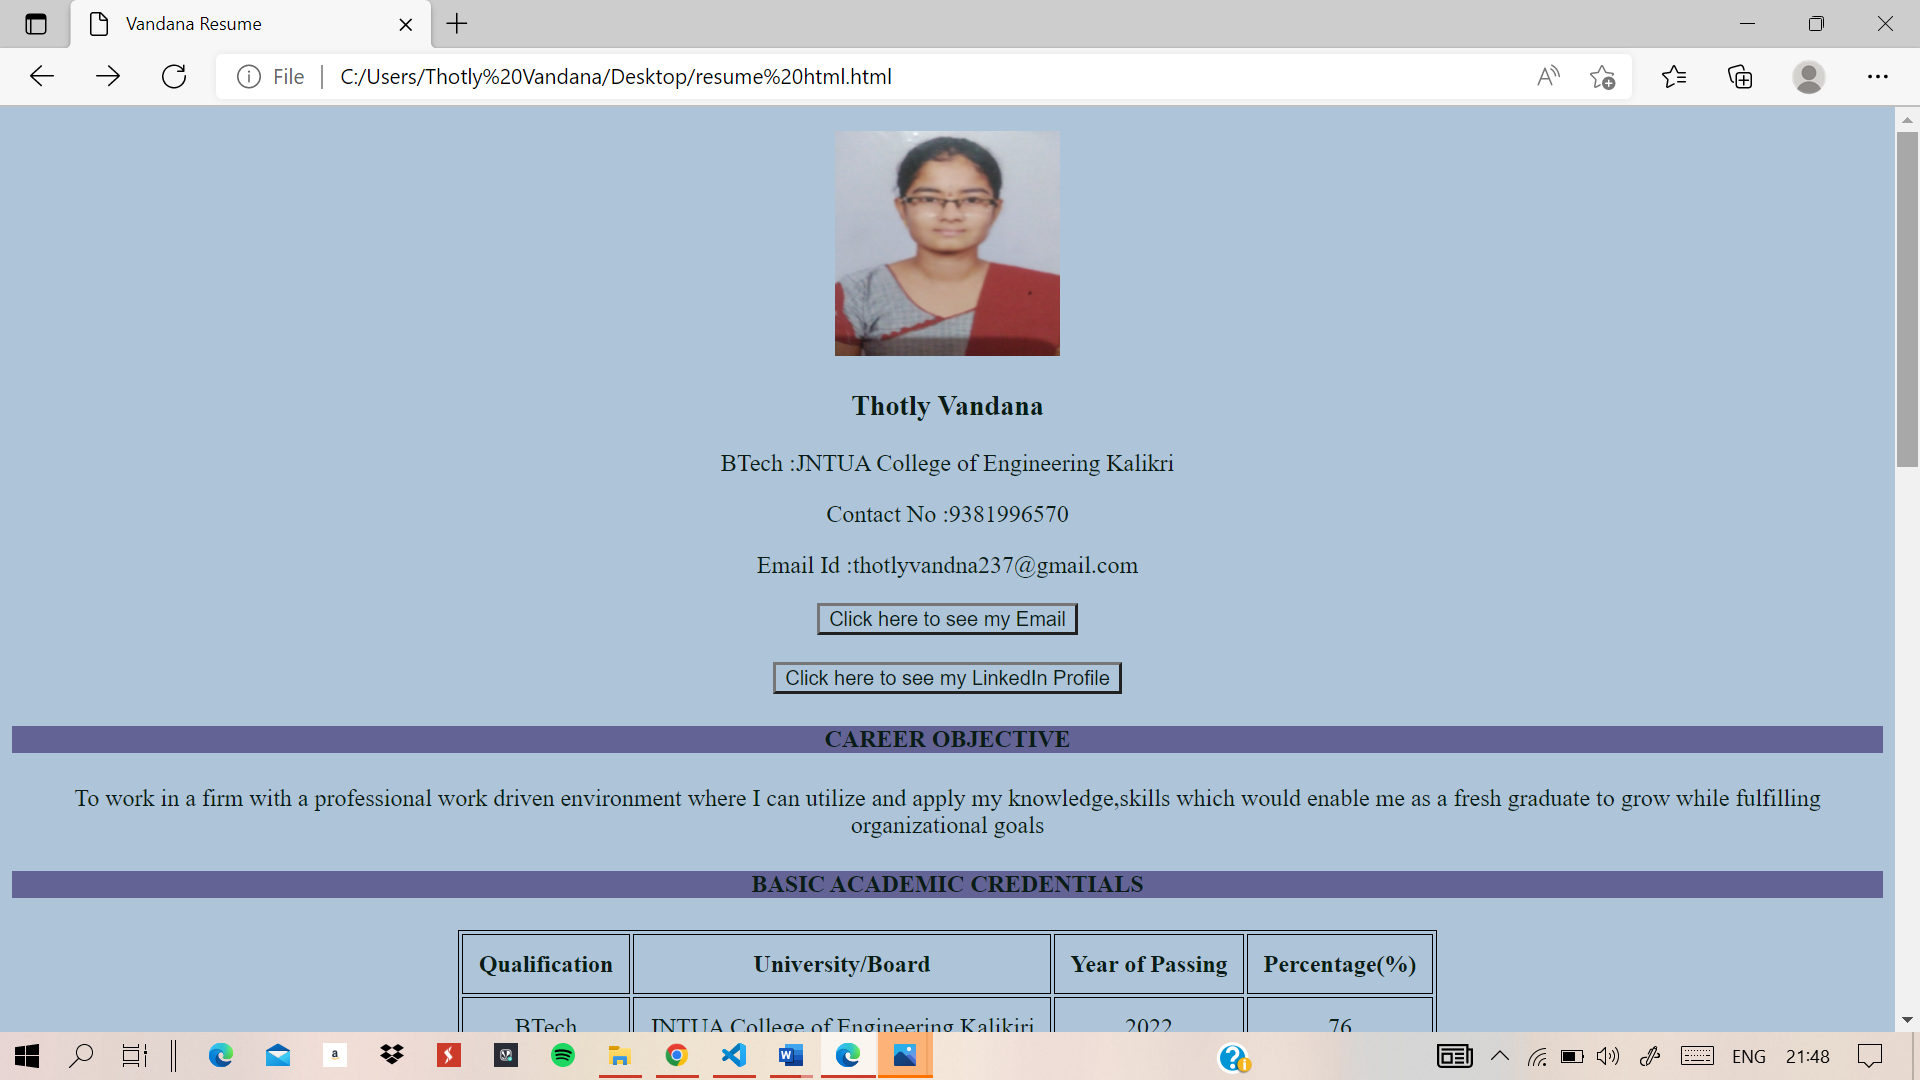 Vandana Resume
File
C:/Users/Thotly%20Vandana/Desktop/resume%20html.html
Thotly Vandana
BTech :JNTUA College of Engineering Kalikri
Contact No :9381996570
Email Id :thotlyvandna237@gmail.com
Click here to see my Email
Click here to see my LinkedIn Profile
CAREER OBJECTIVE
To work in a firm with a professional work driven environment where I can utilize and apply my knowledge,skills which would enable me as a fresh graduate to grow while fulfilling
organizational goals
BASIC ACADEMIC CREDENTIALS
Qualification University/Board Year of Passing Percentage(%)
BTech JNTUA College of Engineering Kalikiri 2022 76
ENG 21:48